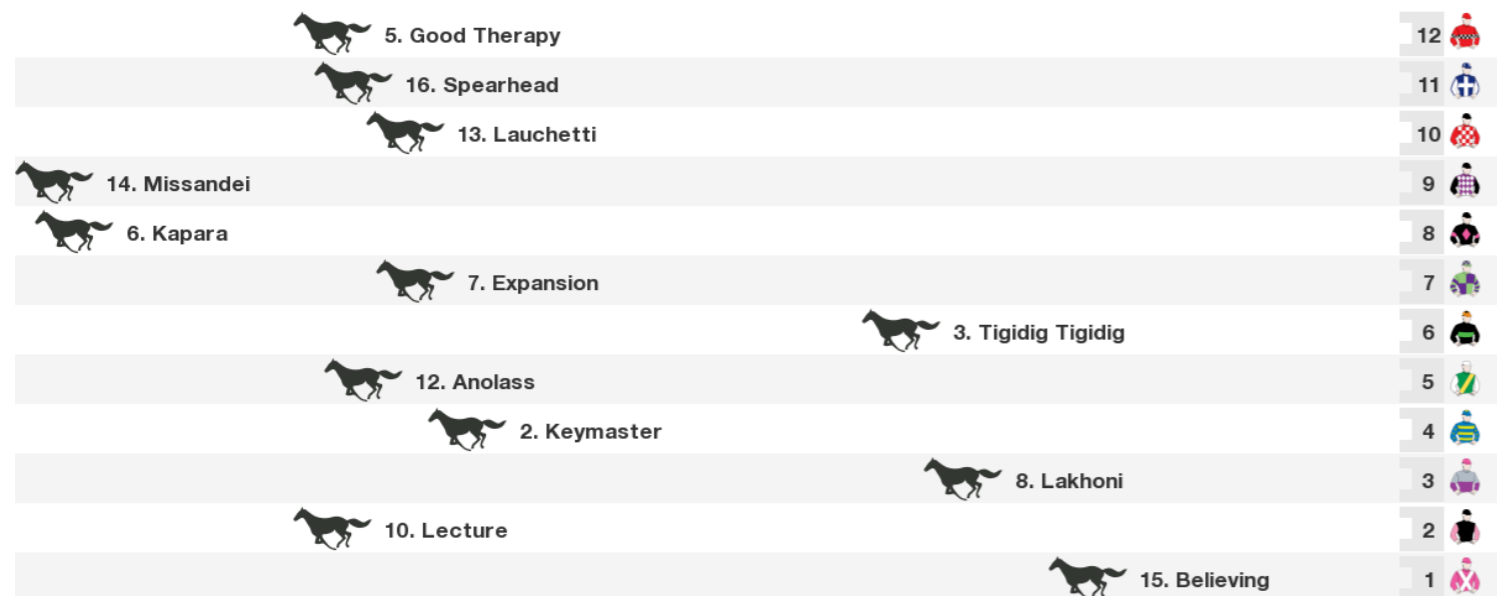 5. Good Therapy 12
16. Spearhead 11
13. Lauchetti 10
14. Missandei 9
6. Kapara 8
7. Expansion 7
3. Tigidig Tigidig 6
12. Anolass 5
2. Keymaster 4
8. Lakhoni 3
10. Lecture 2
15. Believing 1